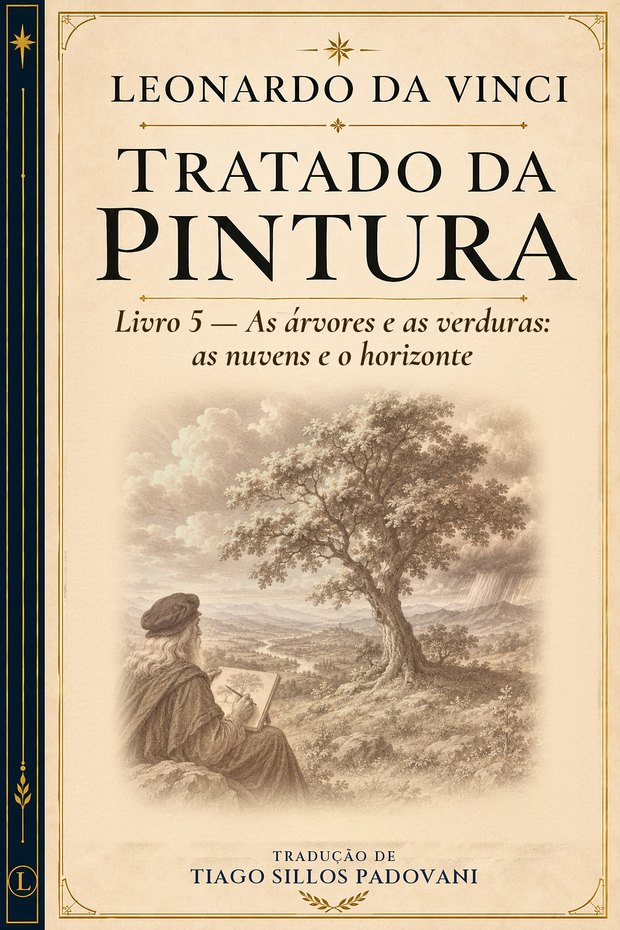 LEONARDO DA VINCI
TRATADO DA
PINTURA
Livro 5 — As árvores e as verduras:
as nuvens e o horizonte
TRADUÇÃO DE
TIAGO SILLOS PADOVANI
L